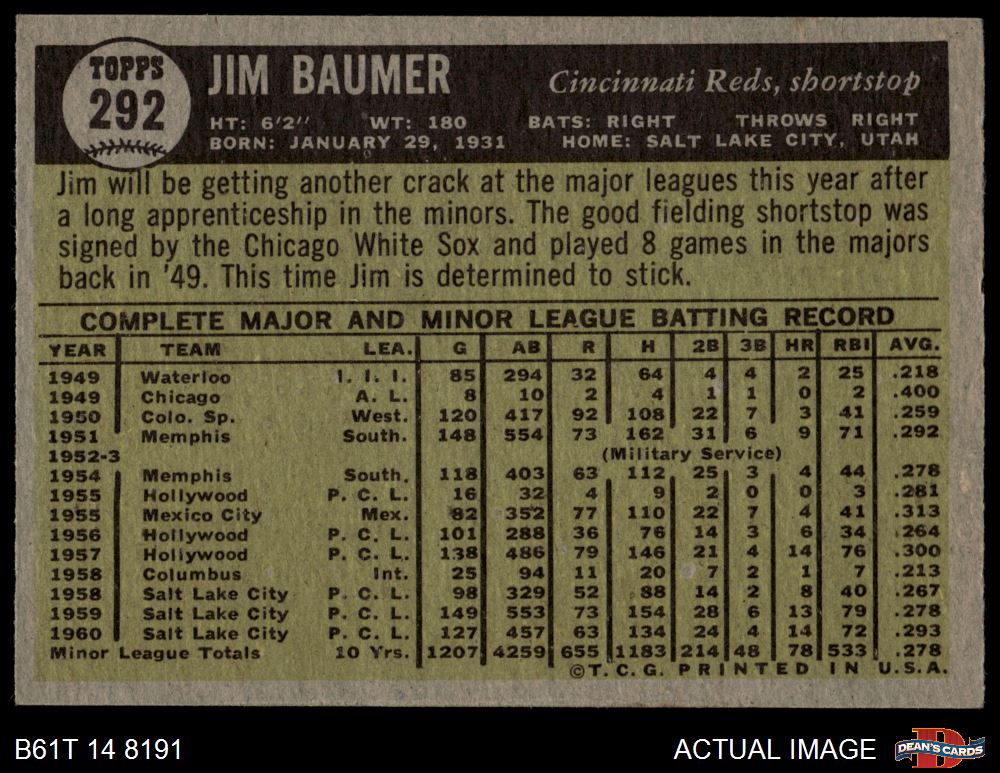 TOPPS
292
JIM BAUMER
Cincinnati Reds, shortstop
HT: 6'2" WT: 180 BATS: RIGHT THROWS RIGHT
BORN: JANUARY 29, 1931 HOME: SALT LAKE CITY, UTAH
Jim will be getting another crack at the major leagues this year after
a long apprenticeship in the minors. The good fielding shortstop was
signed by the Chicago White Sox and played 8 games in the majors
back in '49. This time Jim is determined to stick.
COMPLETE MAJOR AND MINOR LEAGUE BATTING RECORD
YEAR TEAM LEA. G AB R H 2B 3B HR RBI AVG.
1949 Waterloo I. I. I. 85 294 32 64 4 4 2 25 .218
1949 Chicago A. L. 8 10 2 4 1 1 0 2 .400
1950 Colo. Sp. West. 120 417 92 108 22 7 3 41 .259
1951 Memphis South. 148 554 73 162 31 6 9 71 .292
1952-3 (Military Service)
1954 Memphis South. 118 403 63 112 25 3 4 44 .278
1955 Hollywood P. C. L. 16 32 4 9 2 0 0 3 .281
1955 Mexico City Mex. 82 352 77 110 22 7 4 41 .313
1956 Hollywood P. C. L. 101 288 36 76 14 3 6 34 .264
1957 Hollywood P. C. L. 138 486 79 146 21 4 14 76 .300
1958 Columbus Int. 25 94 11 20 7 2 1 7 .213
1958 Salt Lake City P. C. L. 98 329 52 88 14 2 8 40 .267
1959 Salt Lake City P. C. L. 149 553 73 154 28 6 13 79 .278
1960 Salt Lake City P. C. L. 127 457 63 134 24 4 14 72 .293
Minor League Totals 10 Yrs. 1207 4259 655 1183 214 48 78 533 .278
©T. C. G. PRINTED IN U.S.A.
B61T 14 8191 ACTUAL IMAGE
D
DEAN'S CARDS